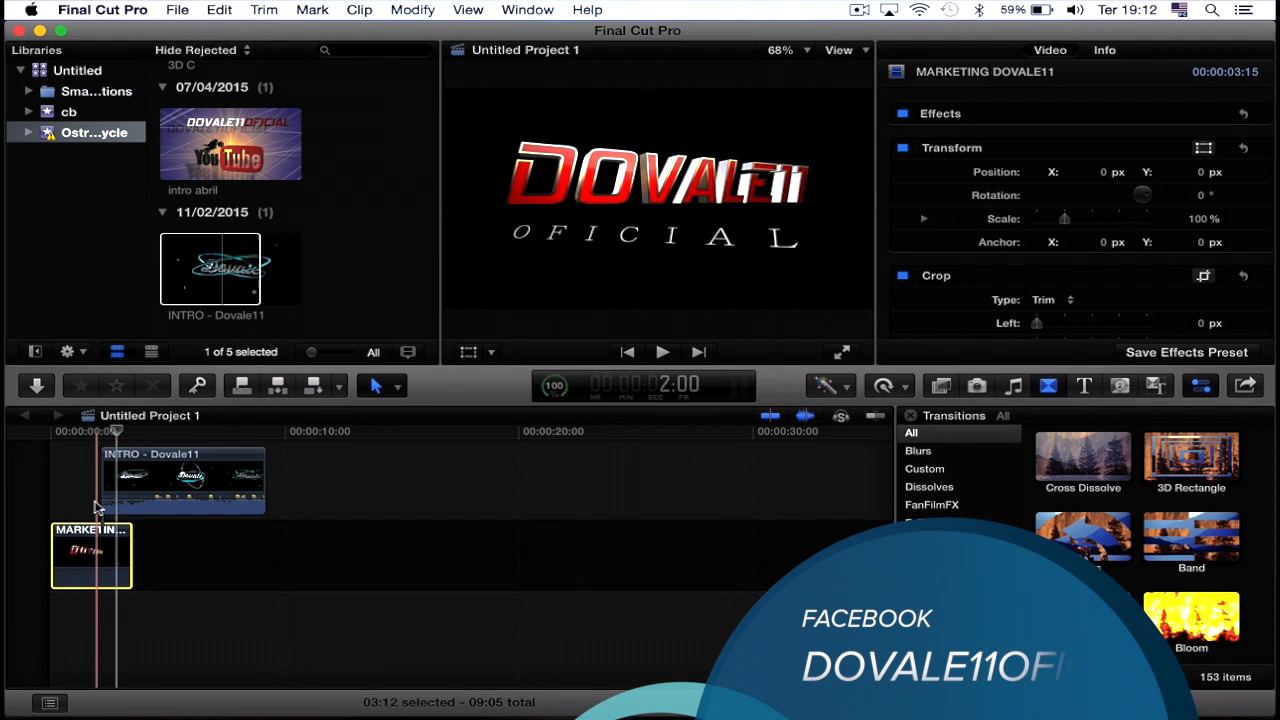 Final Cut Pro File Edit Trim Mark Clip Modify View Window Help 59% Ter 19:12
Final Cut Pro
Libraries Hide Rejected Untitled Project 1 68% View Video Info
Untitled
Sma...tions
cb
Ostr...ycle
3D C
07/04/2015 (1)
DOVALE11OFICIAL
YouTube
intro abril
11/02/2015 (1)
Dovale
INTRO - Dovale11
1 of 5 selected All
DOVALE11
OFICIAL
MARKETING DOVALE11 00:00:03:15
Effects
Transform
Position: X: 0 px Y: 0 px
Rotation: 0 °
Scale: 100 %
Anchor: X: 0 px Y: 0 px
Crop
Type: Trim
Left: 0 px
Save Effects Preset
100 00:00:02:00
HR MIN SEC FR
Untitled Project 1
00:00:00:00 00:00:10:00 00:00:20:00 00:00:30:00
INTRO - Dovale11
MARKETIN...
Transitions All
All
Blurs
Custom
Dissolves
FanFilmFX
Cross Dissolve
3D Rectangle
Band
Bloom
153 items
03:12 selected - 09:05 total
FACEBOOK
DOVALE11OFI